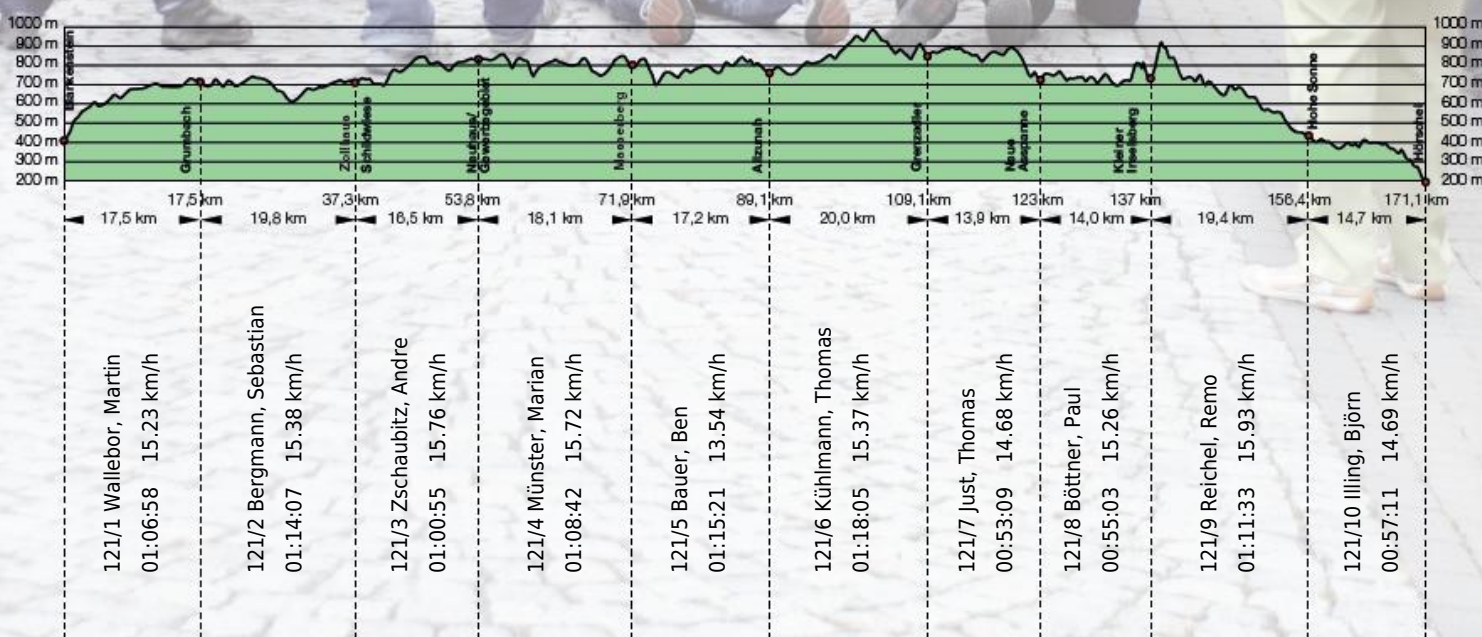 1000 m
900 m
800 m
700 m
600 m
500 m
400 m
300 m
200 m
1000 m
900 m
800 m
700 m
600 m
500 m
400 m
300 m
200 m
Blankenstein
Grumbach
Zollhaus
Schildwiese
Neuhaus/
Masserberg
Allzunah
Grenzadler
Neue
Ausspanne
Kleiner
Inselsberg
Hohe Sonne
Hörschel
17,5 km
37,3 km
53,8 km
71,9 km
89,1 km
109,1 km
123 km
137 km
156,4 km
171,1 km
17,5 km
19,8 km
16,5 km
18,1 km
17,2 km
20,0 km
13,9 km
14,0 km
19,4 km
14,7 km
121/1 Wallebor, Martin
01:06:58 15.23 km/h
121/2 Bergmann, Sebastian
01:14:07 15.38 km/h
121/3 Zschaubitz, Andre
01:00:55 15.76 km/h
121/4 Münster, Marian
01:08:42 15.72 km/h
121/5 Bauer, Ben
01:15:21 13.54 km/h
121/6 Kühlmann, Thomas
01:18:05 15.37 km/h
121/7 Just, Thomas
00:53:09 14.68 km/h
121/8 Böttner, Paul
00:55:03 15.26 km/h
121/9 Reichel, Remo
01:11:33 15.93 km/h
121/10 Illing, Björn
00:57:11 14.69 km/h